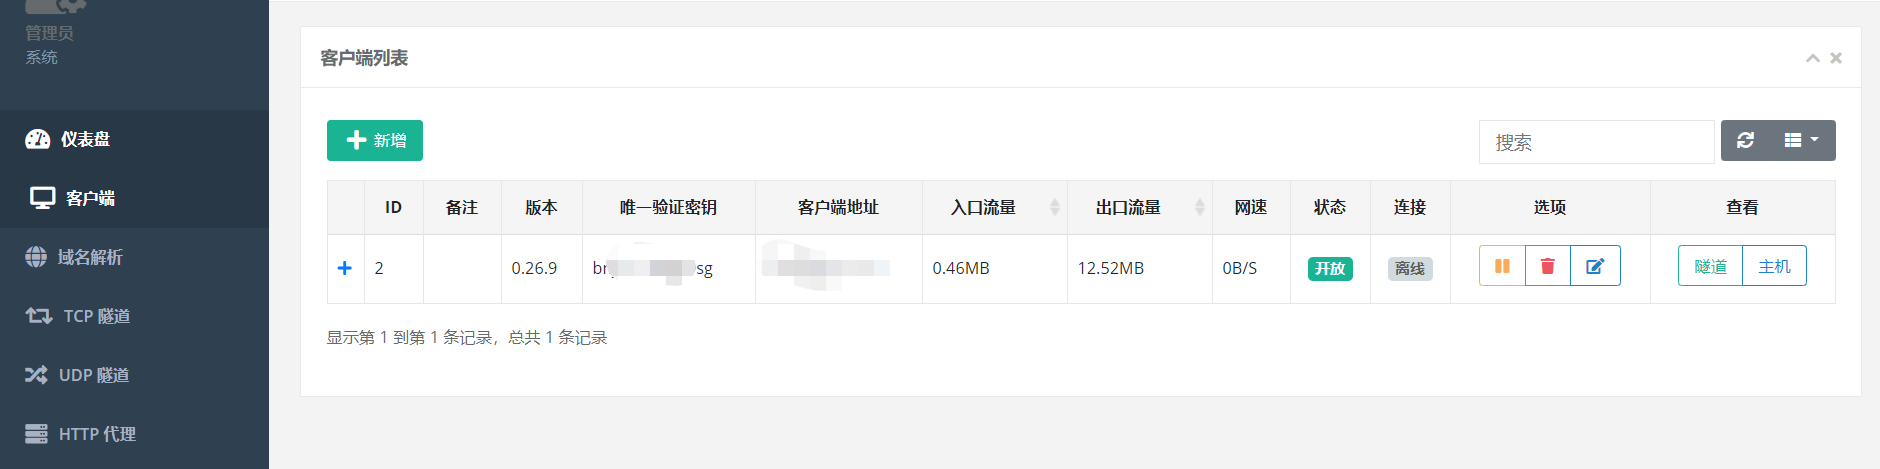 管理员
系统
仪表盘
客户端
域名解析
TCP 隧道
UDP 隧道
HTTP 代理
客户端列表
新增
搜索
ID 备注 版本 唯一验证密钥 客户端地址 入口流量 出口流量 网速 状态 连接 选项 查看
2 0.26.9 sg 0.46MB 12.52MB 0B/S 开放 离线 隧道 主机
显示第 1 到第 1 条记录，总共 1 条记录